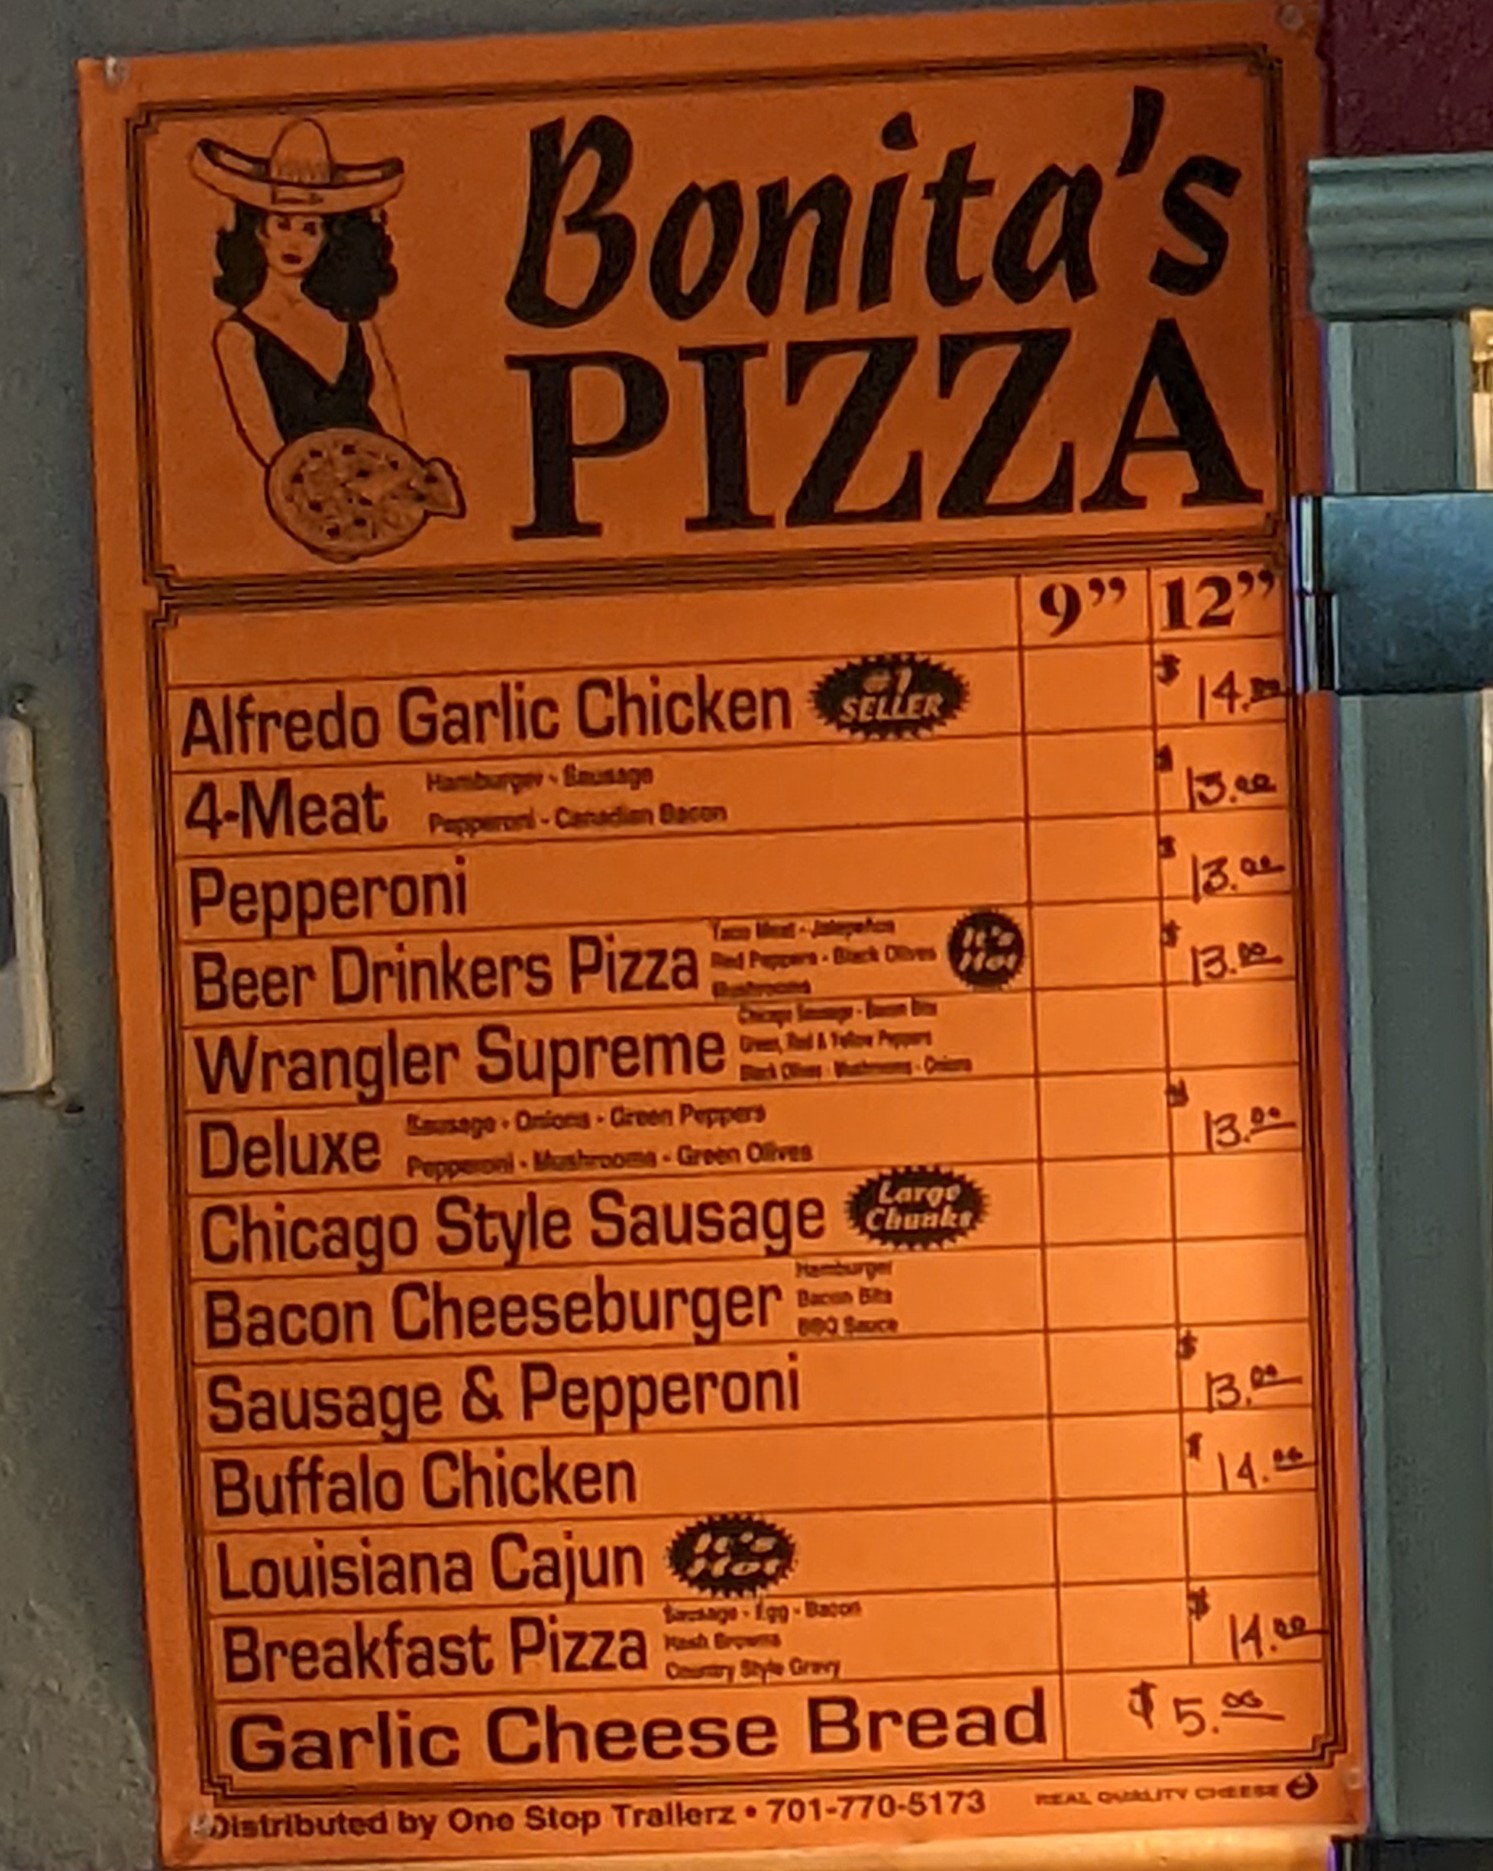 Bonita's
PIZZA
9” 12”
Alfredo Garlic Chicken #1 SELLER $14.00
4-Meat Hamburger - Sausage $13.00
Pepperoni - Canadian Bacon
Pepperoni $13.00
Beer Drinkers Pizza Taco Meat - Jalapeños It's Hot $13.00
Red Peppers - Black Olives
Mushrooms
Wrangler Supreme Chicago Sausage - Bacon Bits
Green, Red & Yellow Peppers
Black Olives - Mushrooms - Onions
Deluxe Sausage - Onions - Green Peppers $13.00
Pepperoni - Mushrooms - Green Olives
Chicago Style Sausage Large Chunks
Bacon Cheeseburger Hamburger
Bacon Bits
BBQ Sauce
Sausage & Pepperoni $13.00
Buffalo Chicken $14.00
Louisiana Cajun It's Hot
Breakfast Pizza Sausage - Egg - Bacon $14.00
Hash Browns
Country Style Gravy
Garlic Cheese Bread $5.00
Distributed by One Stop Trailerz • 701-770-5173 REAL QUALITY CHEESE